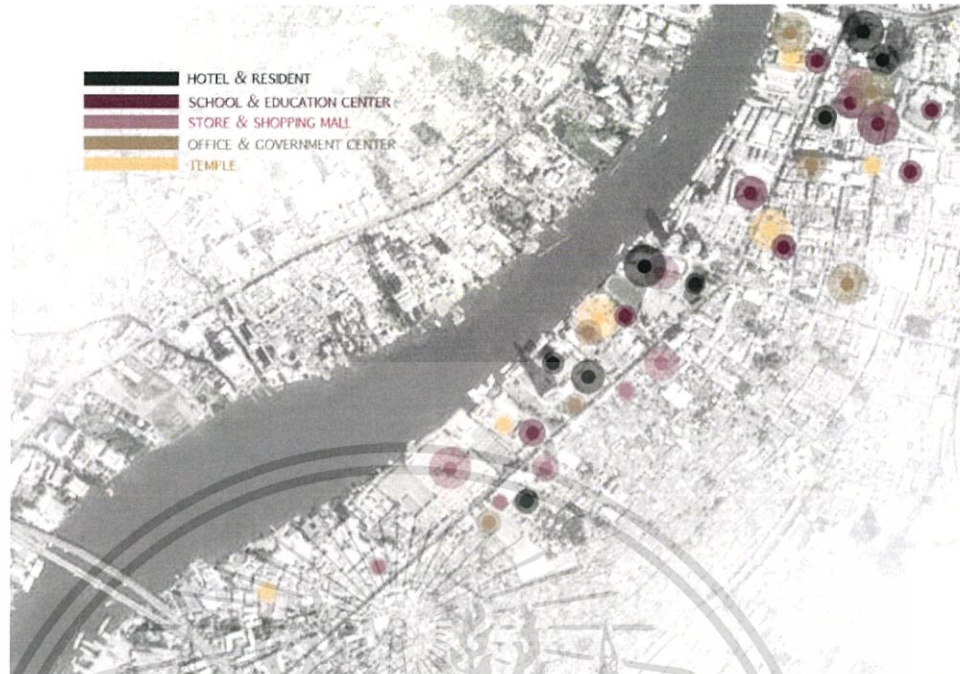 HOTEL & RESIDENT
SCHOOL & EDUCATION CENTER
STORE & SHOPPING MALL
OFFICE & GOVERNMENT CENTER
TEMPLE